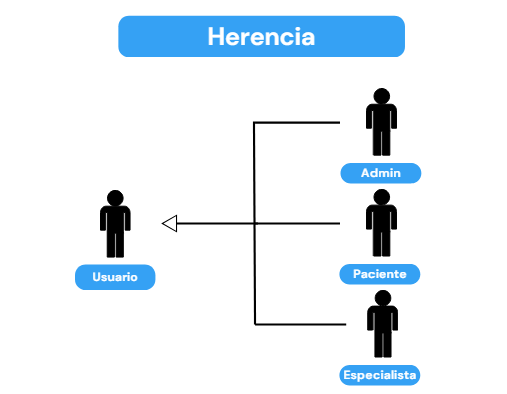 Herencia
Admin
Usuario
Paciente
Especialista